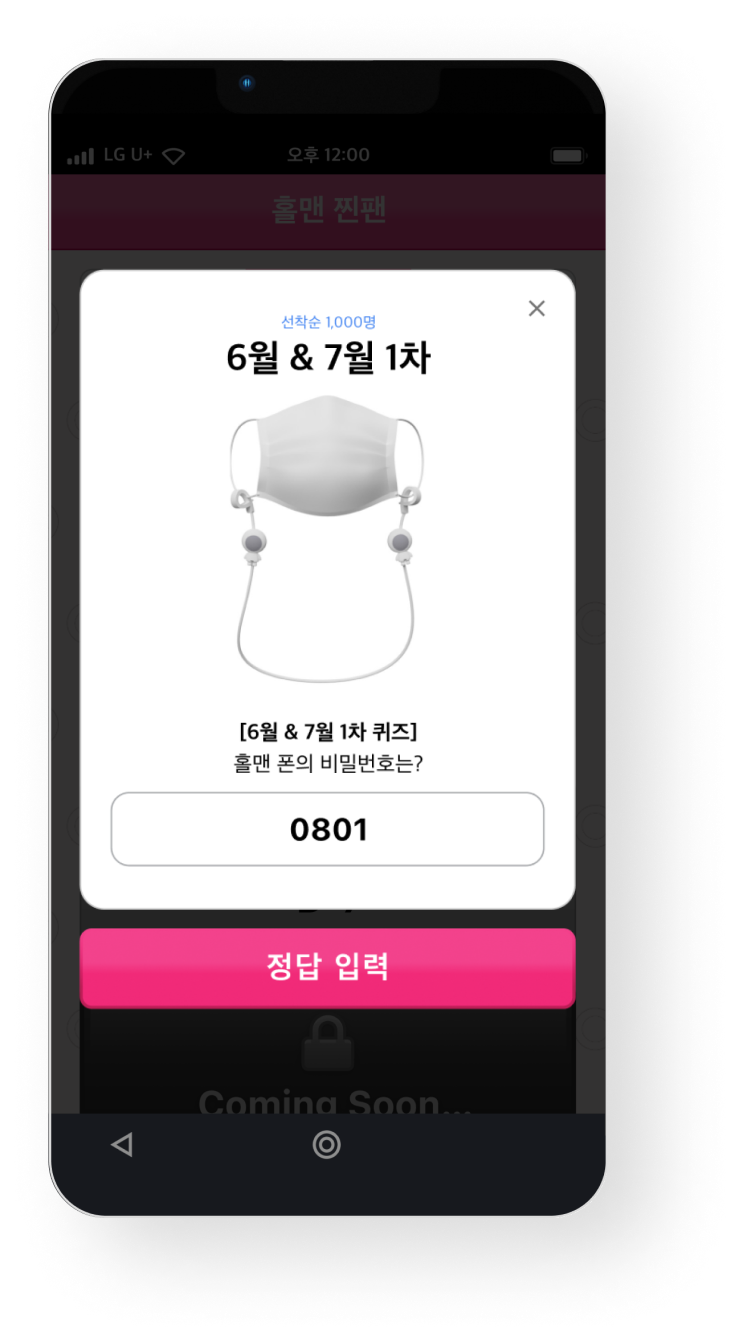 LG U+
오후 12:00
홀맨 찐팬
선착순 1,000명
6월 & 7월 1차
[6월 & 7월 1차 퀴즈]
홀맨 폰의 비밀번호는?
0801
정답 입력
Coming Soon...